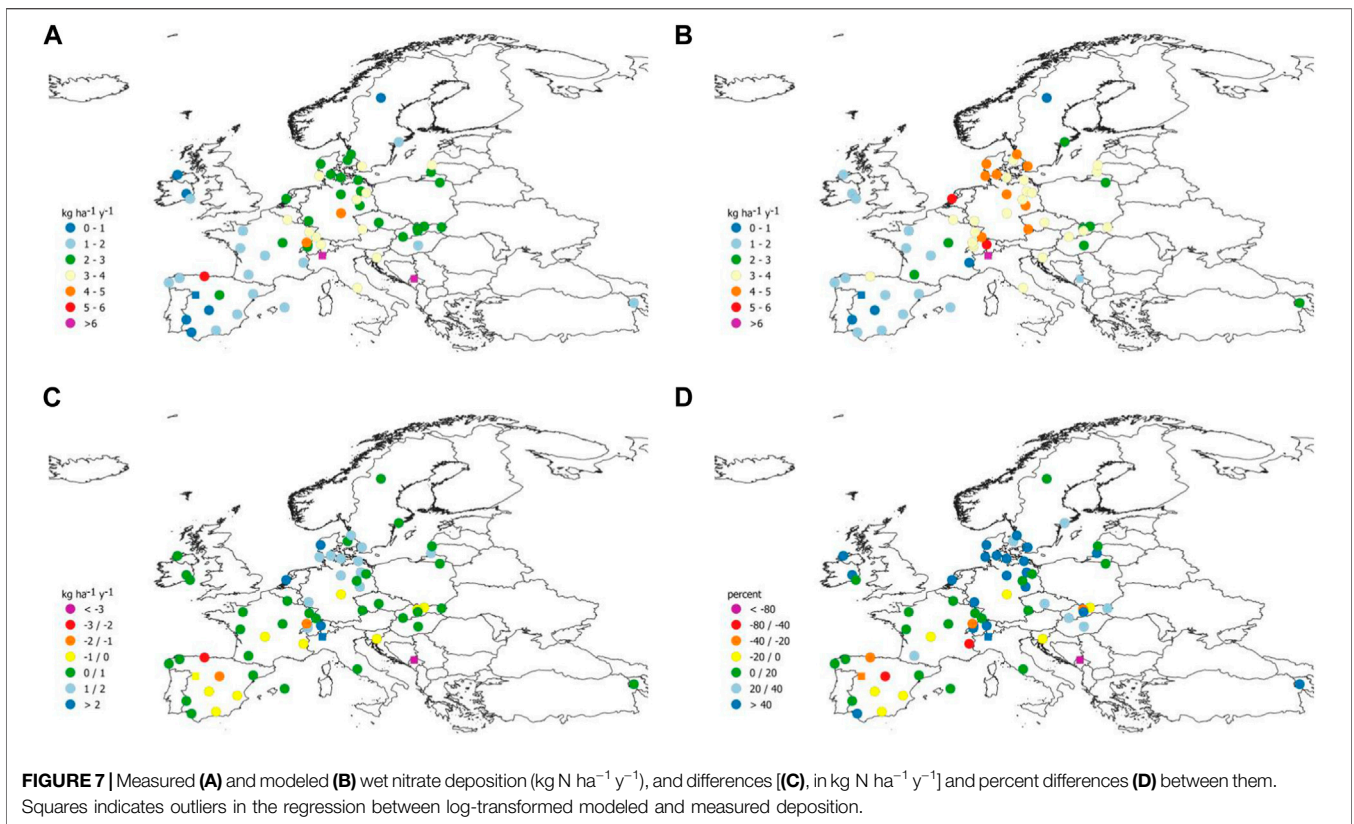 A
kg ha⁻¹ y⁻¹
0 - 1
1 - 2
2 - 3
3 - 4
4 - 5
5 - 6
>6
B
kg ha⁻¹ y⁻¹
0 - 1
1 - 2
2 - 3
3 - 4
4 - 5
5 - 6
>6
C
kg ha⁻¹ y⁻¹
< -3
-3 / -2
-2 / -1
-1 / 0
0 / 1
1 / 2
> 2
D
percent
< -80
-80 / -40
-40 / -20
-20 / 0
0 / 20
20 / 40
> 40
FIGURE 7 | Measured (A) and modeled (B) wet nitrate deposition (kg N ha⁻¹ y⁻¹), and differences [(C), in kg N ha⁻¹ y⁻¹] and percent differences (D) between them.
Squares indicates outliers in the regression between log-transformed modeled and measured deposition.